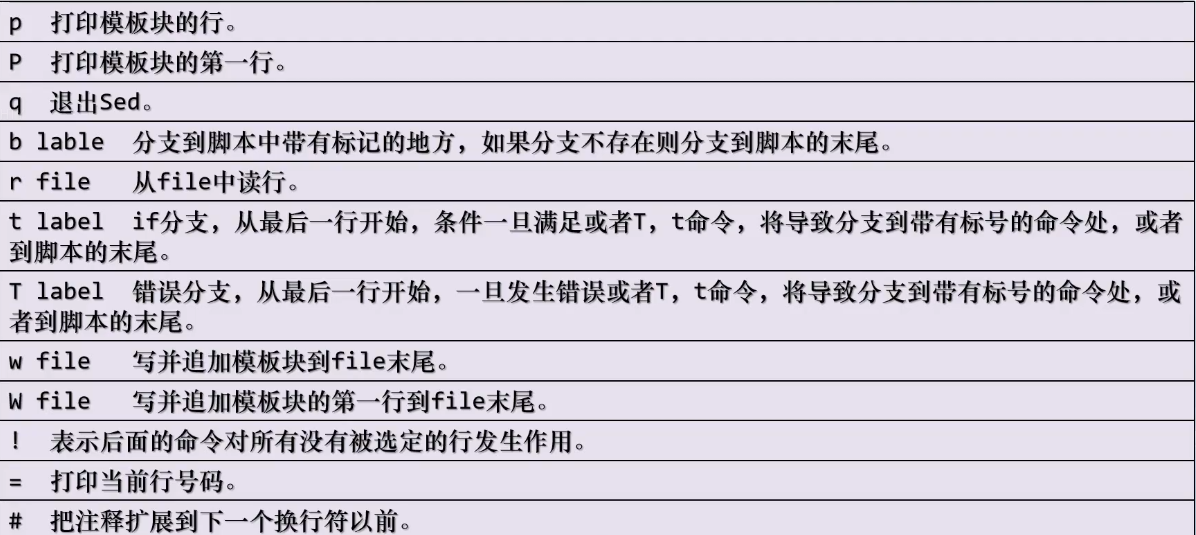 p 打印模板块的行。
P 打印模板块的第一行。
q 退出Sed。
b lable 分支到脚本中带有标记的地方，如果分支不存在则分支到脚本的末尾。
r file 从file中读行。
t label if分支，从最后一行开始，条件一旦满足或者T，t命令，将导致分支到带有标号的命令处，或者
到脚本的末尾。
T label 错误分支，从最后一行开始，一旦发生错误或者T，t命令，将导致分支到带有标号的命令处，或
者到脚本的末尾。
w file 写并追加模板块到file末尾。
W file 写并追加模板块的第一行到file末尾。
! 表示后面的命令对所有没有被选定的行发生作用。
= 打印当前行号码。
# 把注释扩展到下一个换行符以前。